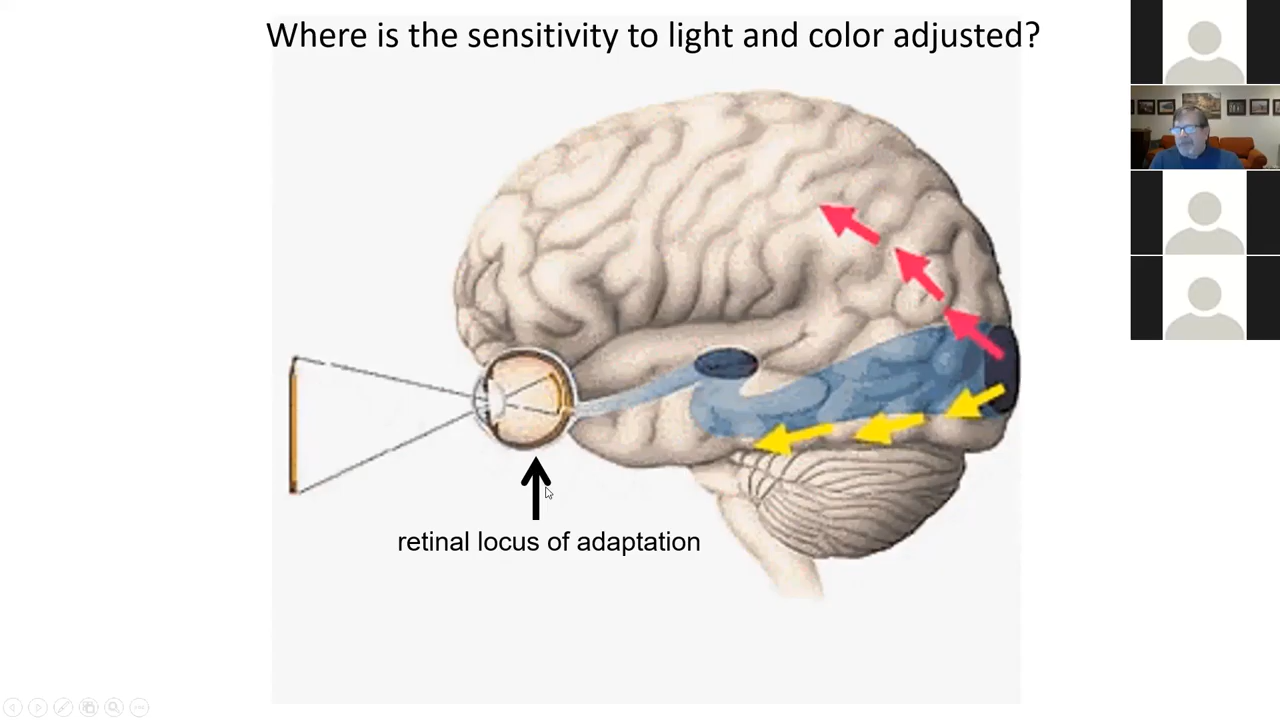 Where is the sensitivity to light and color adjusted?
retinal locus of adaptation